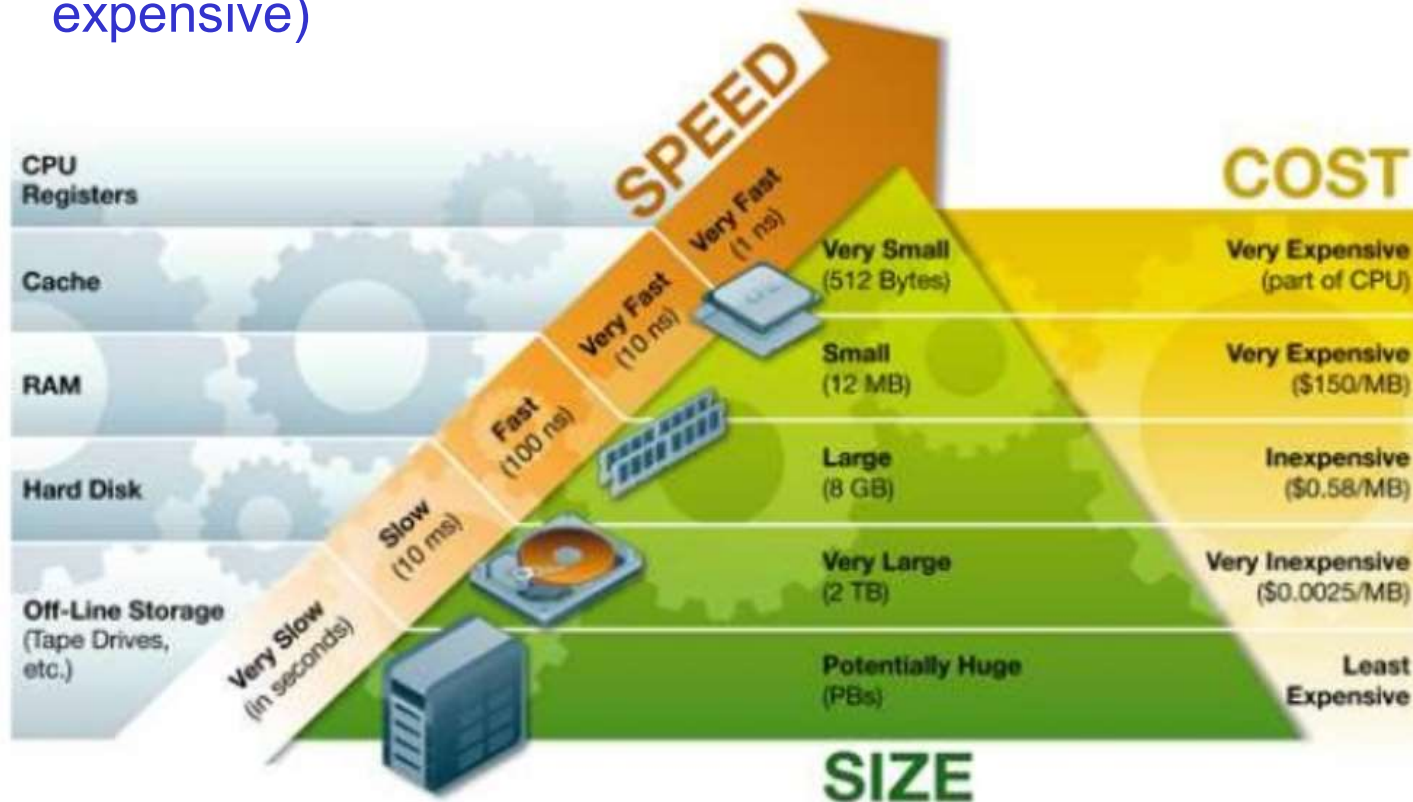 expensive)
SPEED
COST
CPU
Registers
Cache
RAM
Hard Disk
Off-Line Storage
(Tape Drives,
etc.)
Very Fast
(1 ns)
Very Fast
(10 ns)
Fast
(100 ns)
Slow
(10 ms)
Very Slow
(in seconds)
Very Small
(512 Bytes)
Small
(12 MB)
Large
(8 GB)
Very Large
(2 TB)
Potentially Huge
(PBs)
Very Expensive
(part of CPU)
Very Expensive
($150/MB)
Inexpensive
($0.58/MB)
Very Inexpensive
($0.0025/MB)
Least
Expensive
SIZE